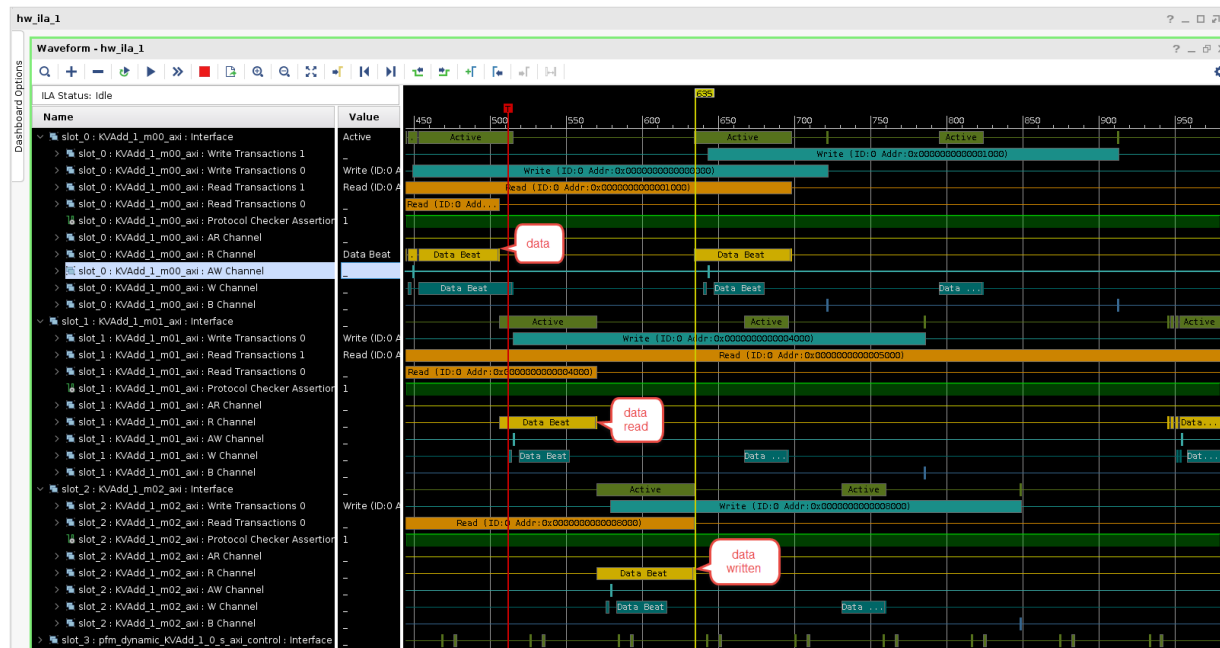 hw_ila_1
Dashboard Options
Waveform - hw_ila_1
ILA Status: Idle
Name Value
635
T
450 500 550 600 650 700 750 800 850 900 950
slot_0 : KVAdd_1_m00_axi : Interface Active Active Active Active
slot_0 : KVAdd_1_m00_axi : Write Transactions 1 _ Write (ID:0 Addr:0x0000000000001000)
slot_0 : KVAdd_1_m00_axi : Write Transactions 0 Write (ID:0 A Write (ID:0 Addr:0x0000000000000000)
slot_0 : KVAdd_1_m00_axi : Read Transactions 1 Read (ID:0 A Read (ID:0 Addr:0x0000000000001000)
slot_0 : KVAdd_1_m00_axi : Read Transactions 0 _ Read (ID:0 Add...
slot_0 : KVAdd_1_m00_axi : Protocol Checker Assertior 1
slot_0 : KVAdd_1_m00_axi : AR Channel _
data
slot_0 : KVAdd_1_m00_axi : R Channel Data Beat Data Beat Data Beat
slot_0 : KVAdd_1_m00_axi : AW Channel _
slot_0 : KVAdd_1_m00_axi : W Channel _ Data Beat Data Beat Data ...
slot_0 : KVAdd_1_m00_axi : B Channel _
slot_1 : KVAdd_1_m01_axi : Interface _ Active Active Active
slot_1 : KVAdd_1_m01_axi : Write Transactions 0 Write (ID:0 A Write (ID:0 Addr:0x0000000000004000)
slot_1 : KVAdd_1_m01_axi : Read Transactions 1 Read (ID:0 A Read (ID:0 Addr:0x0000000000005000)
slot_1 : KVAdd_1_m01_axi : Read Transactions 0 _ Read (ID:0 Addr:0x0000000000004000)
slot_1 : KVAdd_1_m01_axi : Protocol Checker Assertior 1
slot_1 : KVAdd_1_m01_axi : AR Channel _
data
read
slot_1 : KVAdd_1_m01_axi : R Channel _ Data Beat Data...
slot_1 : KVAdd_1_m01_axi : AW Channel _
slot_1 : KVAdd_1_m01_axi : W Channel _ Data Beat Data ... Dat...
slot_1 : KVAdd_1_m01_axi : B Channel _
slot_2 : KVAdd_1_m02_axi : Interface _ Active Active
slot_2 : KVAdd_1_m02_axi : Write Transactions 0 Write (ID:0 A Write (ID:0 Addr:0x0000000000008000)
slot_2 : KVAdd_1_m02_axi : Read Transactions 0 _ Read (ID:0 Addr:0x0000000000008000)
slot_2 : KVAdd_1_m02_axi : Protocol Checker Assertior 1
slot_2 : KVAdd_1_m02_axi : AR Channel _
data
written
slot_2 : KVAdd_1_m02_axi : R Channel _ Data Beat
slot_2 : KVAdd_1_m02_axi : AW Channel _
slot_2 : KVAdd_1_m02_axi : W Channel _ Data Beat Data ...
slot_2 : KVAdd_1_m02_axi : B Channel _
slot_3 : pfm_dynamic_KVAdd_1_0_s_axi_control : Interface _